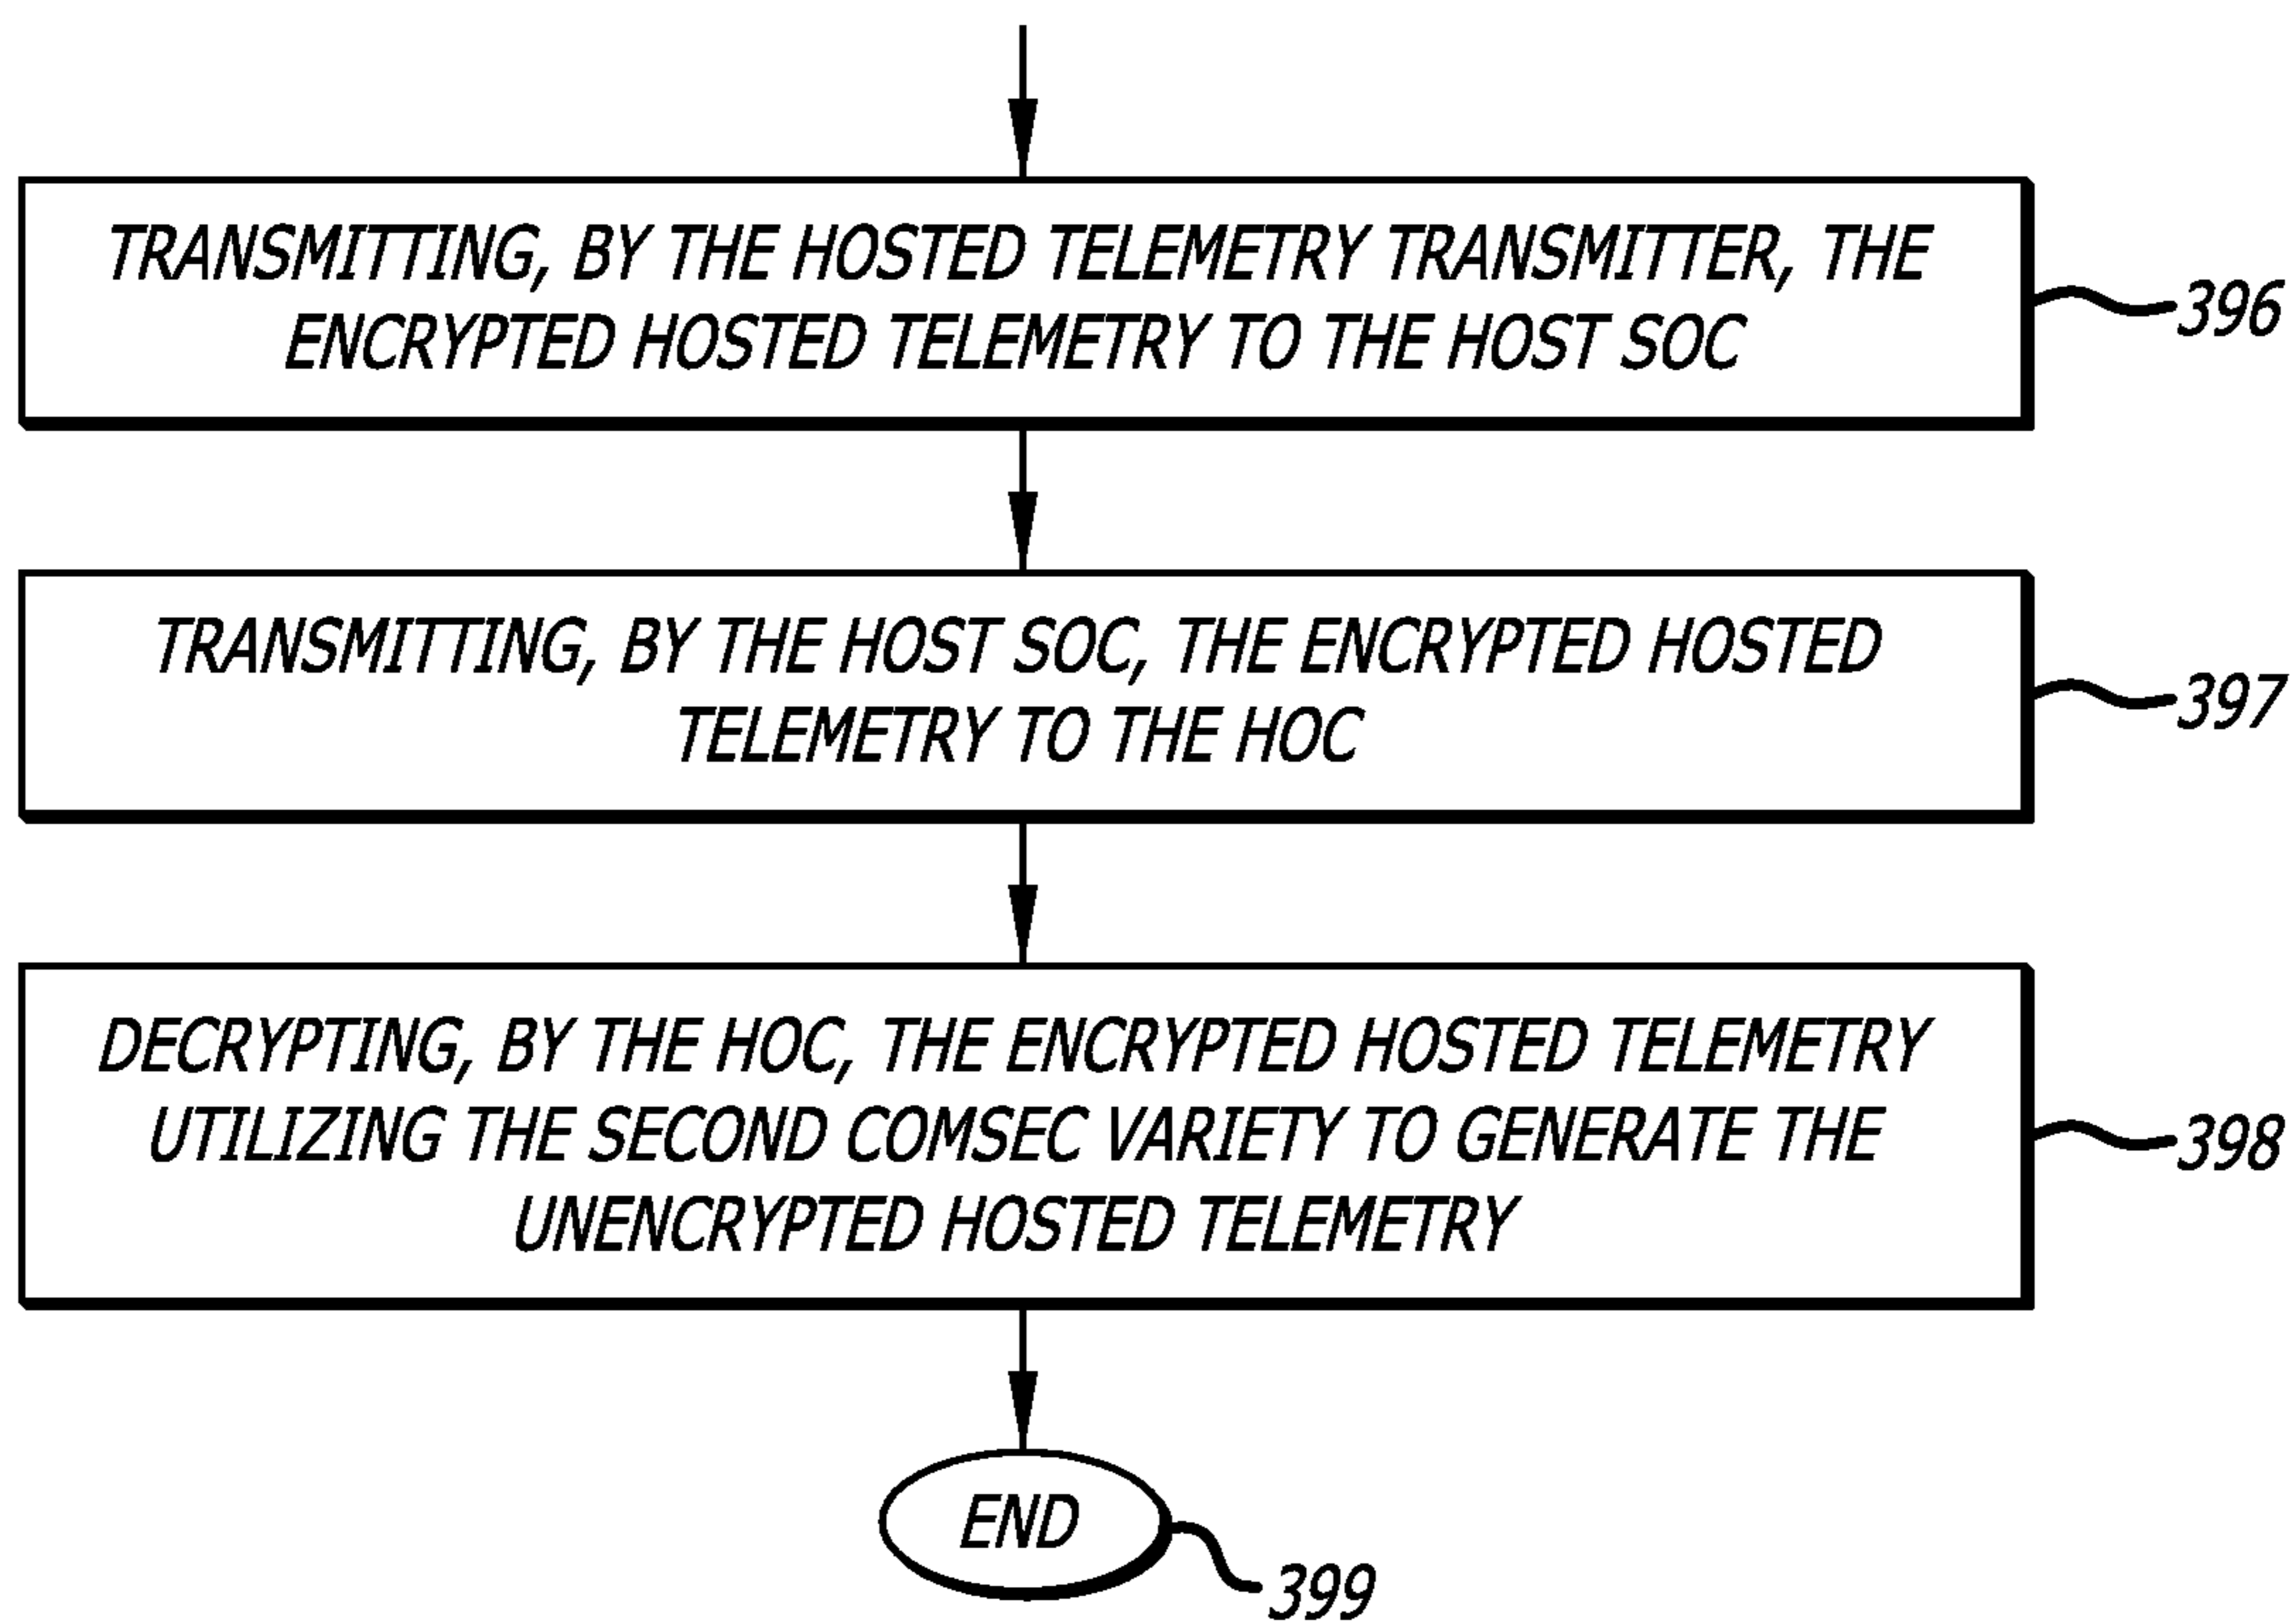 TRANSMITTING, BY THE HOSTED TELEMETRY TRANSMITTER, THE
ENCRYPTED HOSTED TELEMETRY TO THE HOST SOC
396
TRANSMITTING, BY THE HOST SOC, THE ENCRYPTED HOSTED
TELEMETRY TO THE HOC
397
DECRYPTING, BY THE HOC, THE ENCRYPTED HOSTED TELEMETRY
UTILIZING THE SECOND COMSEC VARIETY TO GENERATE THE
UNENCRYPTED HOSTED TELEMETRY
398
END
399